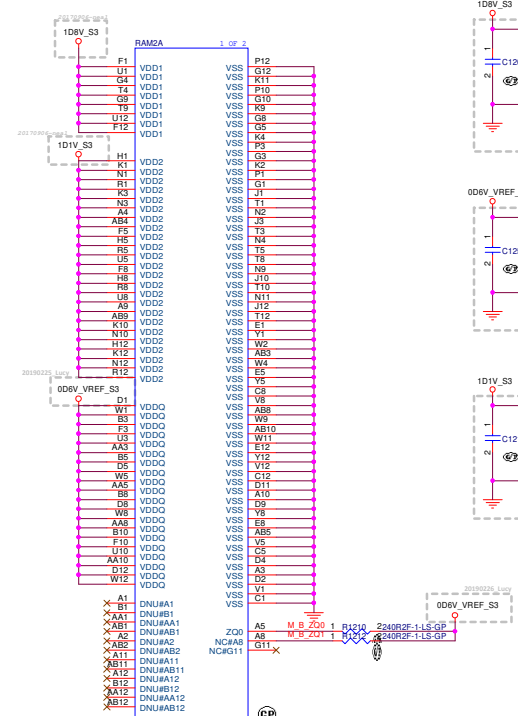 1D8V_S3
RAM2A
1 OF 2
F1 VDD1
U1 VDD1
G4 VDD1
T4 VDD1
G9 VDD1
T9 VDD1
U12 VDD1
F12 VDD1
1D1V_S3
H1 VDD2
K1 VDD2
N1 VDD2
R1 VDD2
K3 VDD2
N3 VDD2
A4 VDD2
AB4 VDD2
F5 VDD2
H5 VDD2
R5 VDD2
U5 VDD2
F8 VDD2
H8 VDD2
R8 VDD2
U8 VDD2
A9 VDD2
AB9 VDD2
K10 VDD2
N10 VDD2
H12 VDD2
K12 VDD2
N12 VDD2
R12 VDD2
20190225_Lucy
0D6V_VREF_S3
D1 VDDQ
W1 VDDQ
B3 VDDQ
F3 VDDQ
U3 VDDQ
AA3 VDDQ
B5 VDDQ
D5 VDDQ
W5 VDDQ
AA5 VDDQ
B8 VDDQ
D8 VDDQ
W8 VDDQ
AA8 VDDQ
B10 VDDQ
F10 VDDQ
U10 VDDQ
AA10 VDDQ
D12 VDDQ
W12 VDDQ
A1 DNU#A1
B1 DNU#B1
AA1 DNU#AA1
AB1 DNU#AB1
A2 DNU#A2
AB2 DNU#AB2
A11 DNU#A11
AB11 DNU#AB11
A12 DNU#A12
B12 DNU#B12
AA12 DNU#AA12
AB12 DNU#AB12
VSS P12
VSS G12
VSS K11
VSS P10
VSS G10
VSS K9
VSS G8
VSS G5
VSS K4
VSS P3
VSS G3
VSS K2
VSS P1
VSS G1
VSS J1
VSS T1
VSS N2
VSS J3
VSS T3
VSS N4
VSS T5
VSS T8
VSS N9
VSS J10
VSS T10
VSS N11
VSS J12
VSS T12
VSS E1
VSS Y1
VSS W2
VSS AB3
VSS W4
VSS E5
VSS Y5
VSS C8
VSS V8
VSS AB8
VSS W9
VSS AB10
VSS W11
VSS E12
VSS Y12
VSS V12
VSS C12
VSS D11
VSS A10
VSS D9
VSS Y8
VSS E8
VSS AB5
VSS V5
VSS C5
VSS D4
VSS A3
VSS D2
VSS V1
VSS C1
ZQ0 A5 M_B_ZQ0 1 R1210 2 240R2F-1-LS-GP
NC#A8 A8 M_B_ZQ1 1 R1212 2 240R2F-1-LS-GP
NC#G11 G11
20190226_Lucy
0D6V_VREF_S3
1D8V_S3
1
2
0D6V_VREF_
1
2
1D1V_S3
1
2
C12